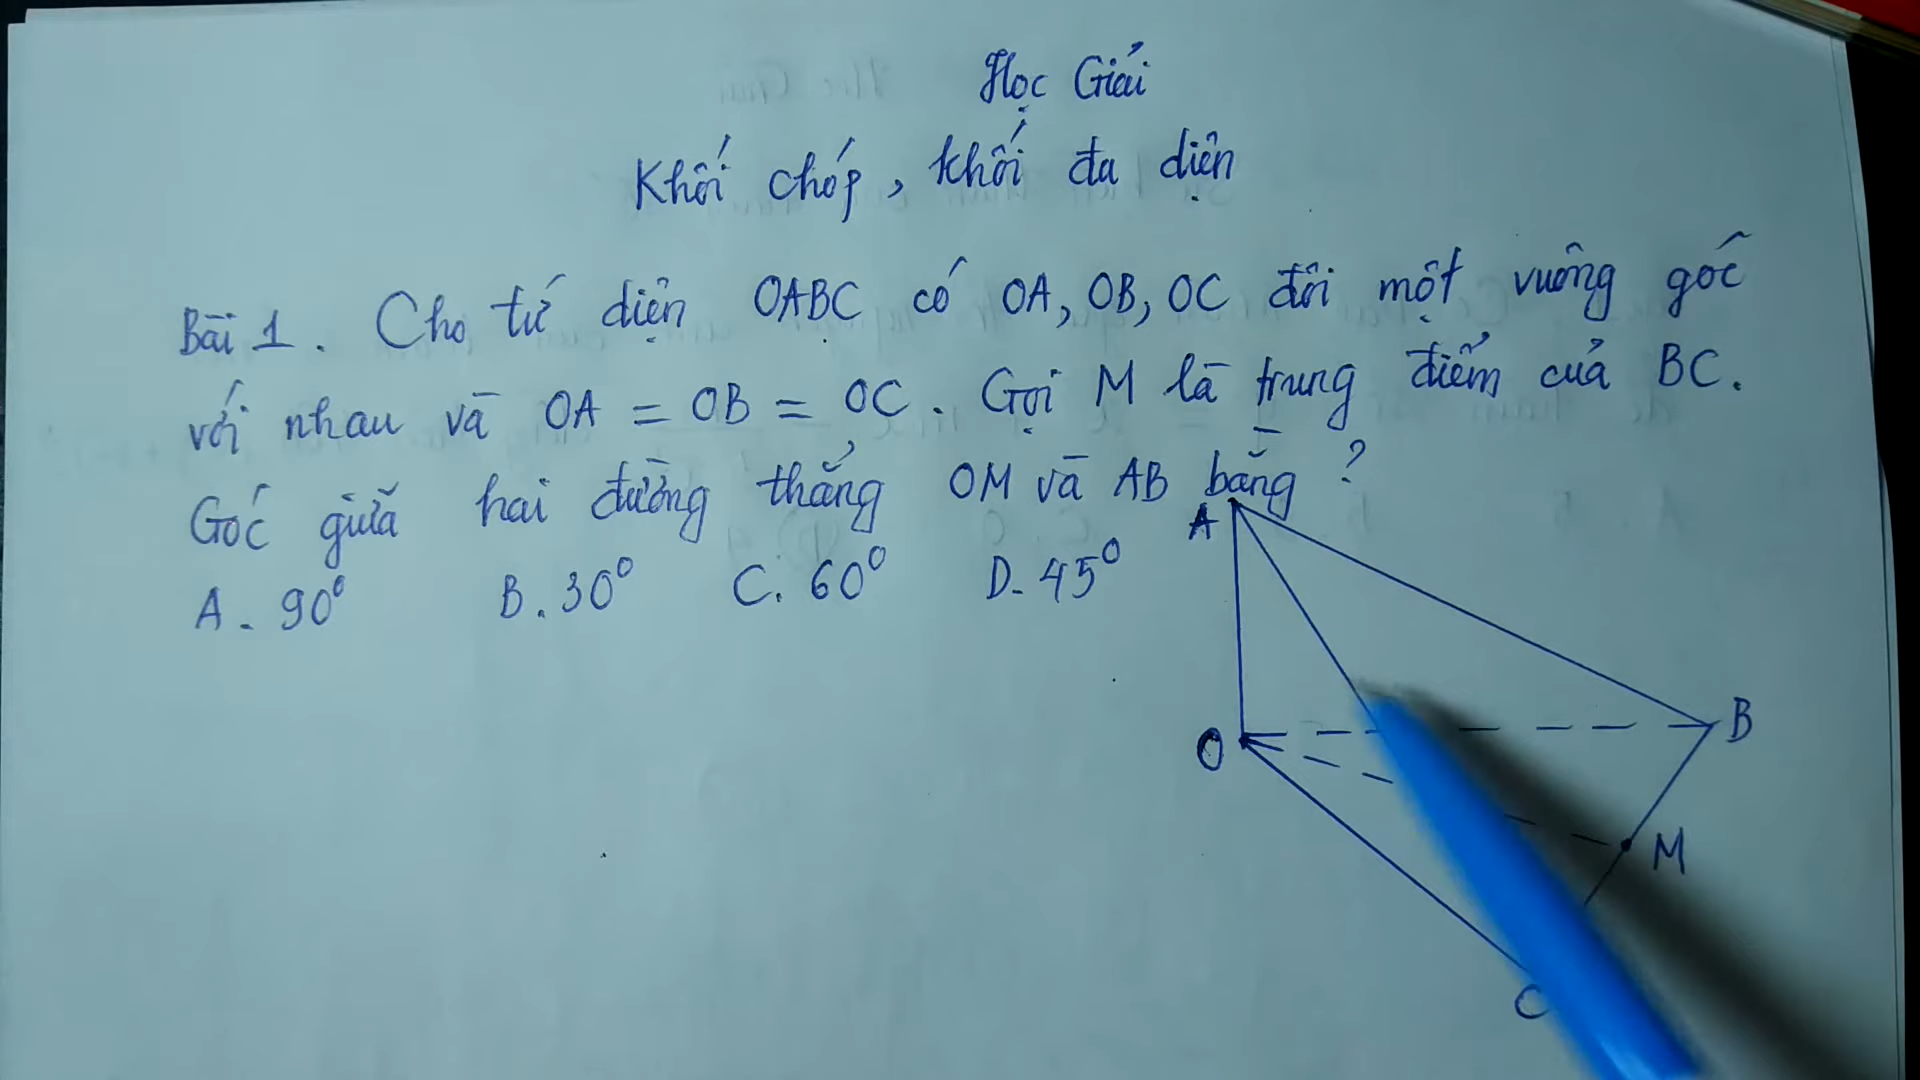 Học Giải
Khối chóp, khối đa diện
Bài 1. Cho tứ diện OABC có OA, OB, OC đôi một vuông góc
với nhau và OA = OB = OC. Gọi M là trung điểm của BC.
Góc giữa hai đường thẳng OM và AB bằng ?
A. 90° B. 30° C. 60° D. 45°
A
O
B
M
C